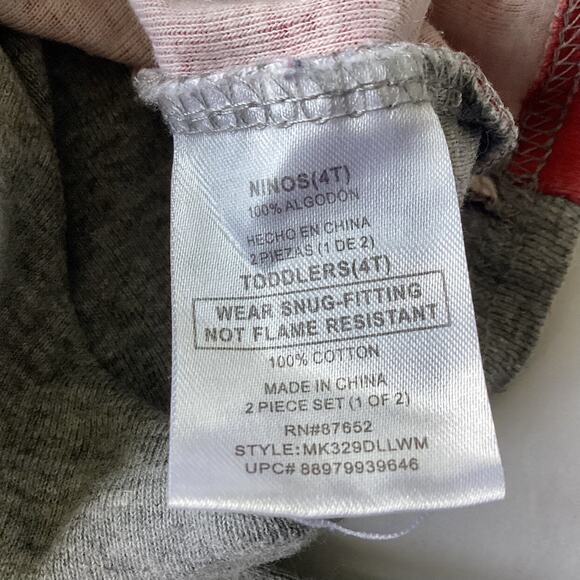 NINOS(4T)
100% ALGODÓN
HECHO EN CHINA
2 PIEZAS (1 DE 2)
TODDLERS(4T)
WEAR SNUG-FITTING
NOT FLAME RESISTANT
100% COTTON
MADE IN CHINA
2 PIECE SET (1 OF 2)
RN#87652
STYLE:MK329DLLWM
UPC# 88979939646